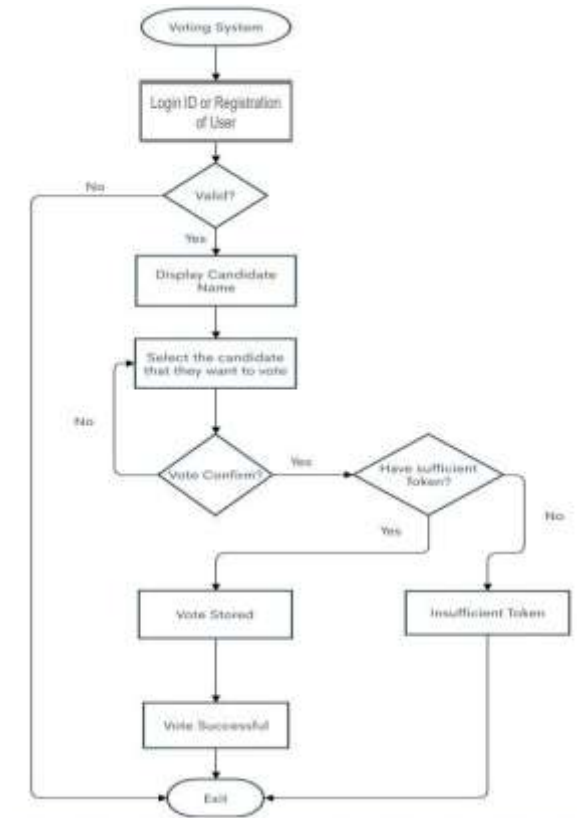 Voting System
Login ID or Registration
of User
No
Valid?
Yes
Display Candidate
Name
Select the candidate
that they want to vote
No
Vote Confirm?
Yes
Have sufficient
Token?
Yes
No
Vote Stored
Insufficient Token
Vote Successful
Exit